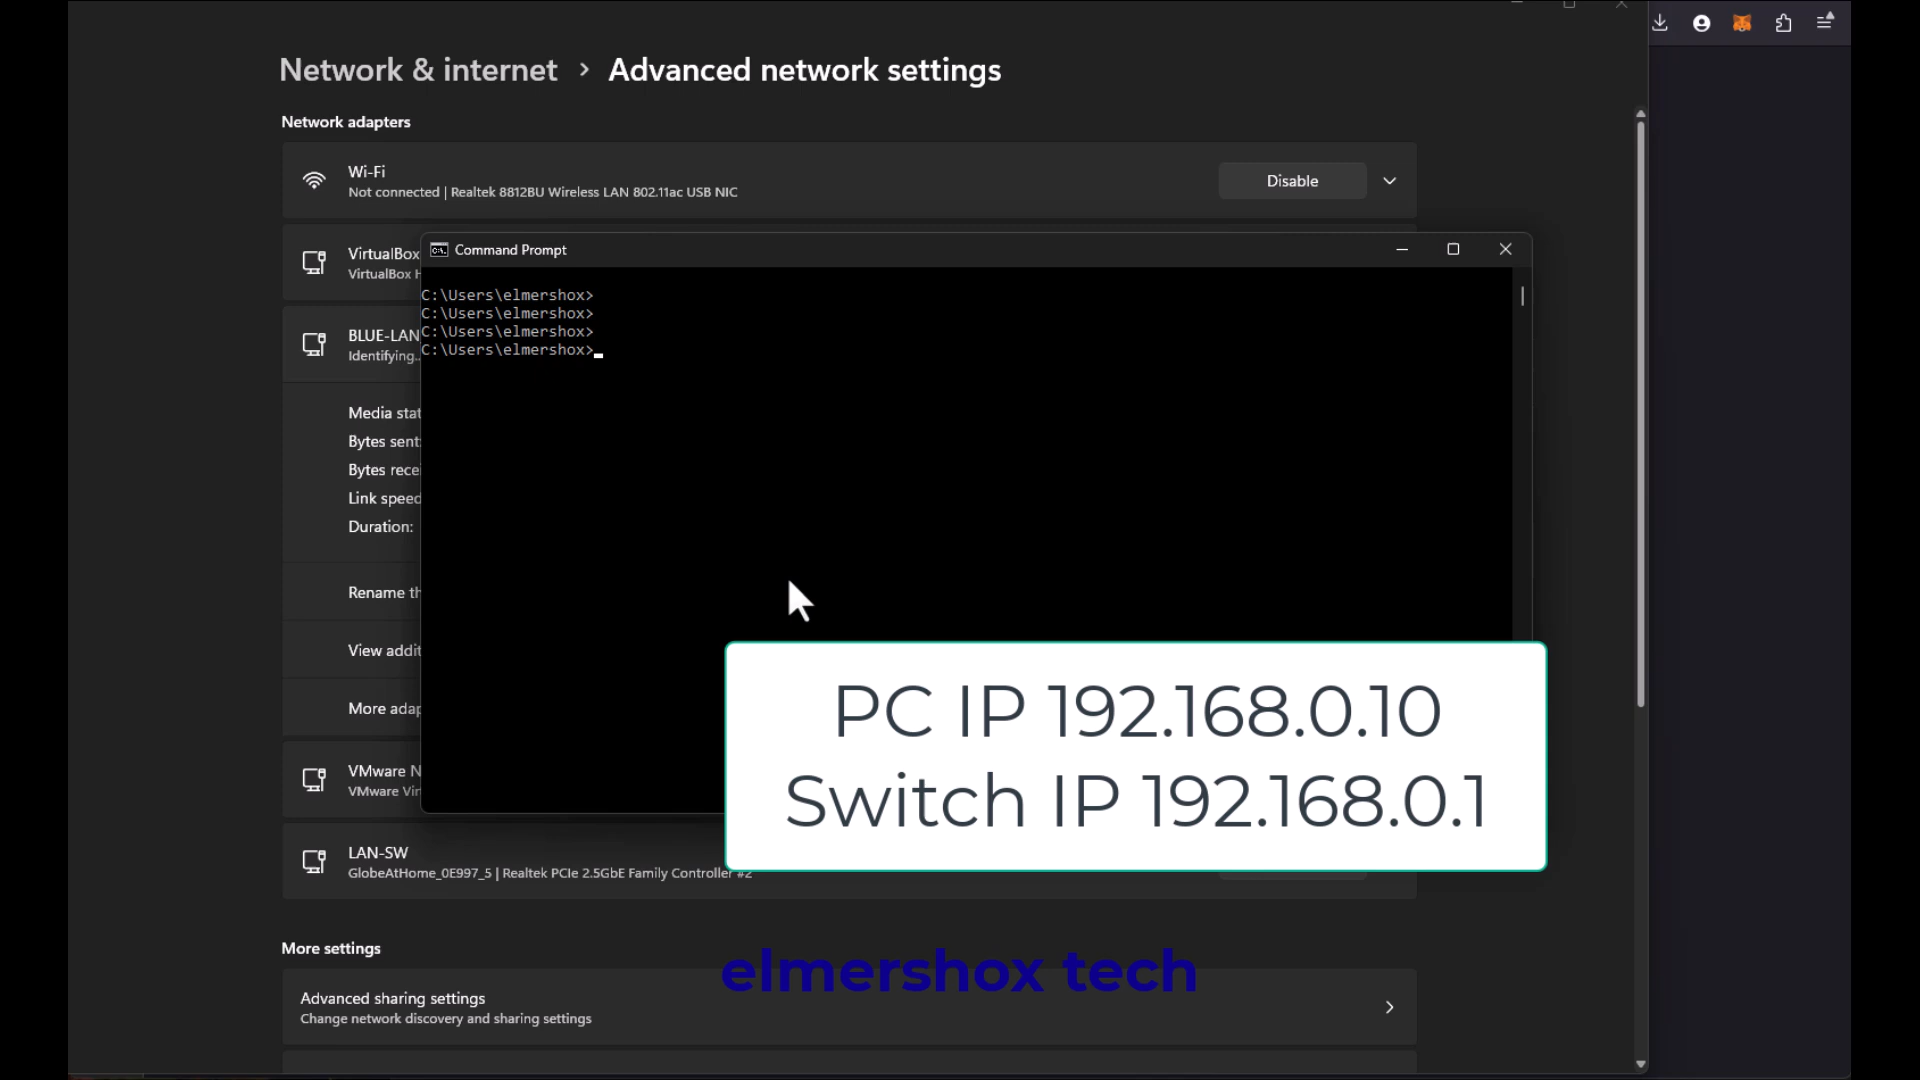 Network & internet > Advanced network settings
Network adapters
Wi-Fi
Not connected | Realtek 8812BU Wireless LAN 802.11ac USB NIC
Disable
VirtualBox
VirtualBox H
Command Prompt
C:\Users\elmershox>
C:\Users\elmershox>
C:\Users\elmershox>
C:\Users\elmershox>
BLUE-LAN
Identifying...
Media stat
Bytes sent:
Bytes recei
Link speed
Duration:
Rename th
View addit
More adap
VMware N
VMware Vir
PC IP 192.168.0.10
Switch IP 192.168.0.1
LAN-SW
GlobeAtHome_0E997_5 | Realtek PCIe 2.5GbE Family Controller #2
More settings
elmershox tech
Advanced sharing settings
Change network discovery and sharing settings